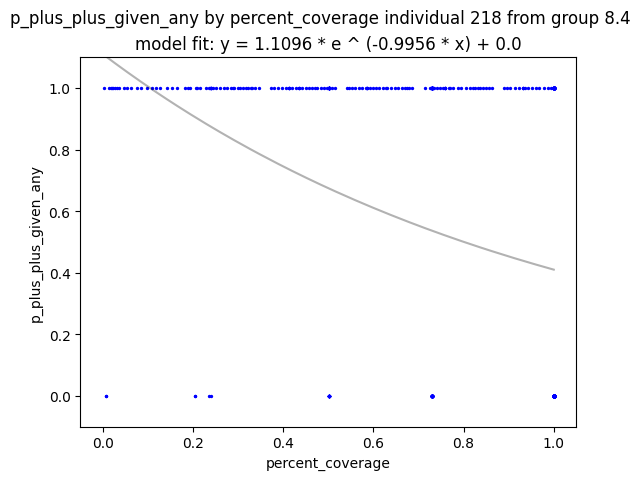 p_plus_plus_given_any by percent_coverage individual 218 from group 8.4
model fit: y = 1.1096 * e ^ (-0.9956 * x) + 0.0
1.0
0.8
0.6
0.4
0.2
0.0
p_plus_plus_given_any
0.0 0.2 0.4 0.6 0.8 1.0
percent_coverage